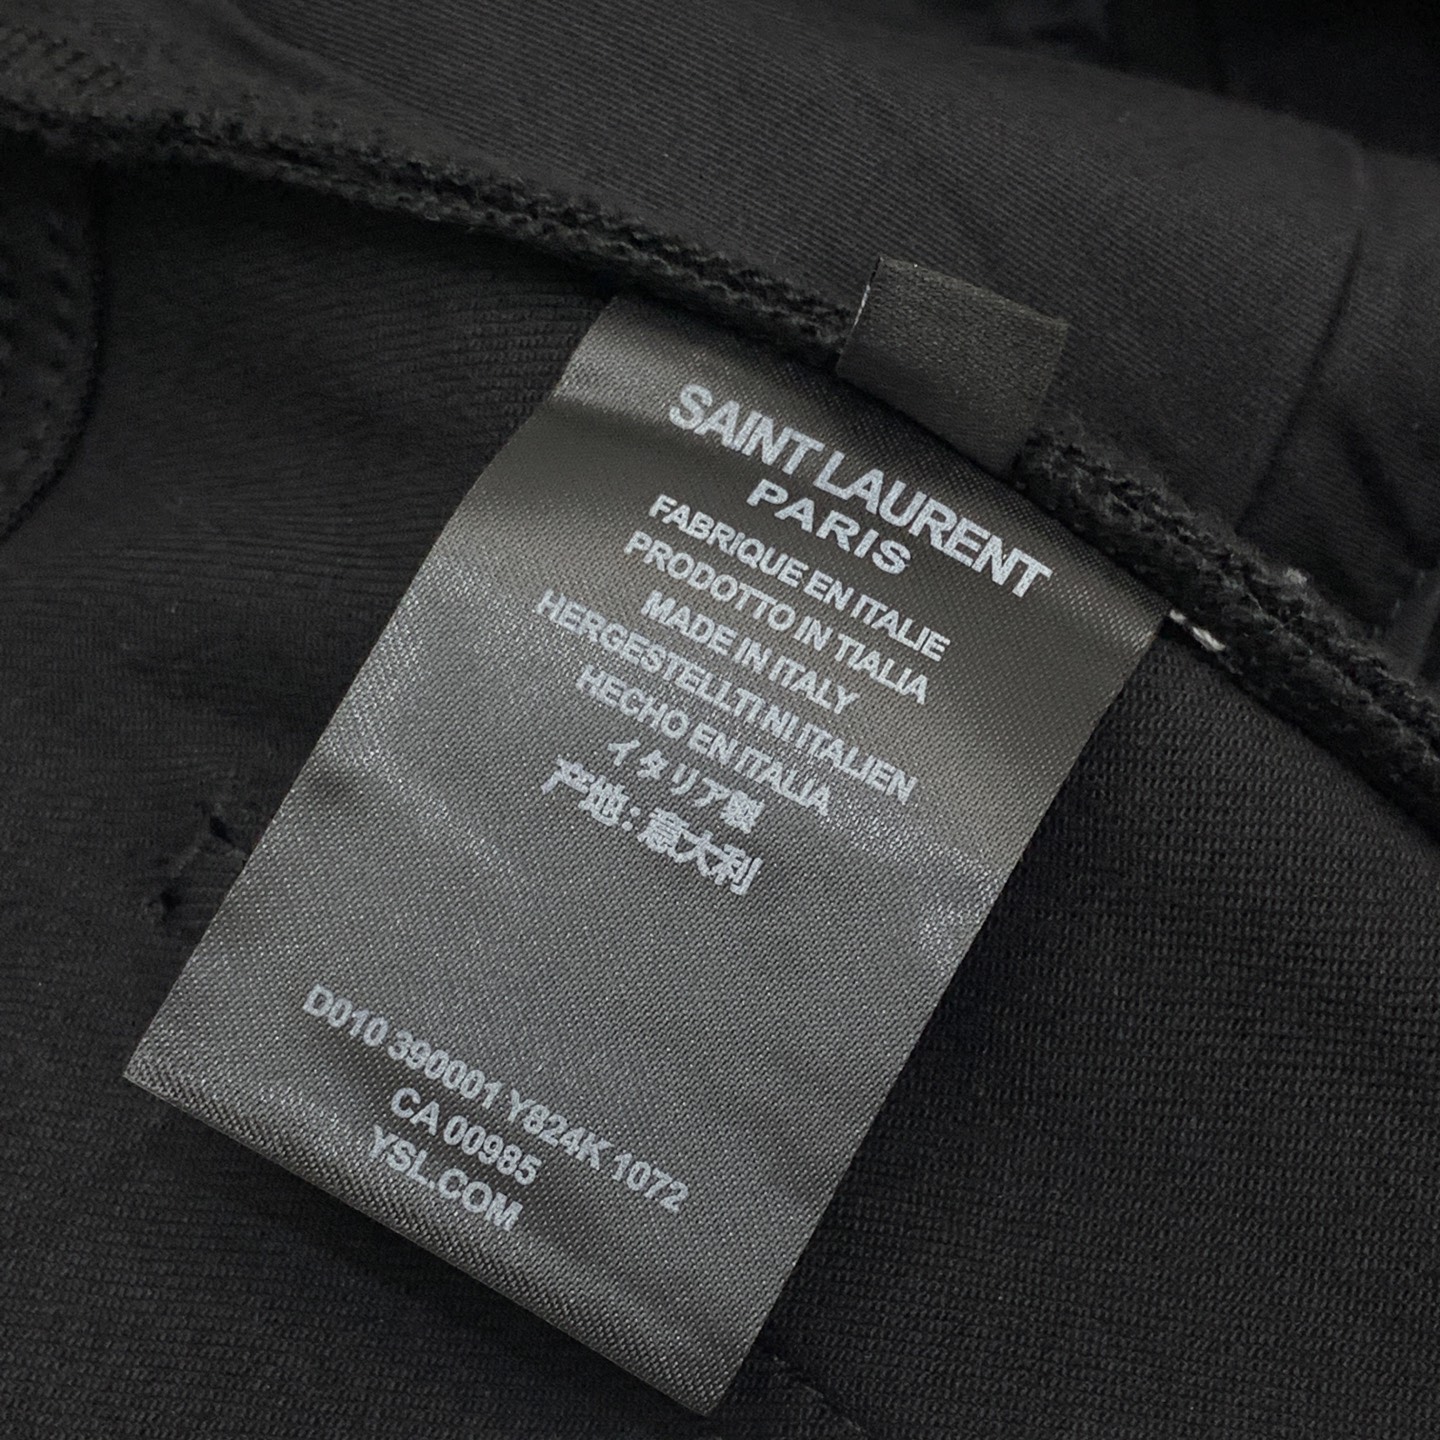 SAINT LAURENT
PARIS
FABRIQUE EN ITALIE
PRODOTTO IN TIALIA
MADE IN ITALY
HERGESTELLTI NI ITALIEN
HECHO EN ITALIA
イタリア製
产地:意大利
D010 390001 Y824K 1072
CA 00985
YSL.COM